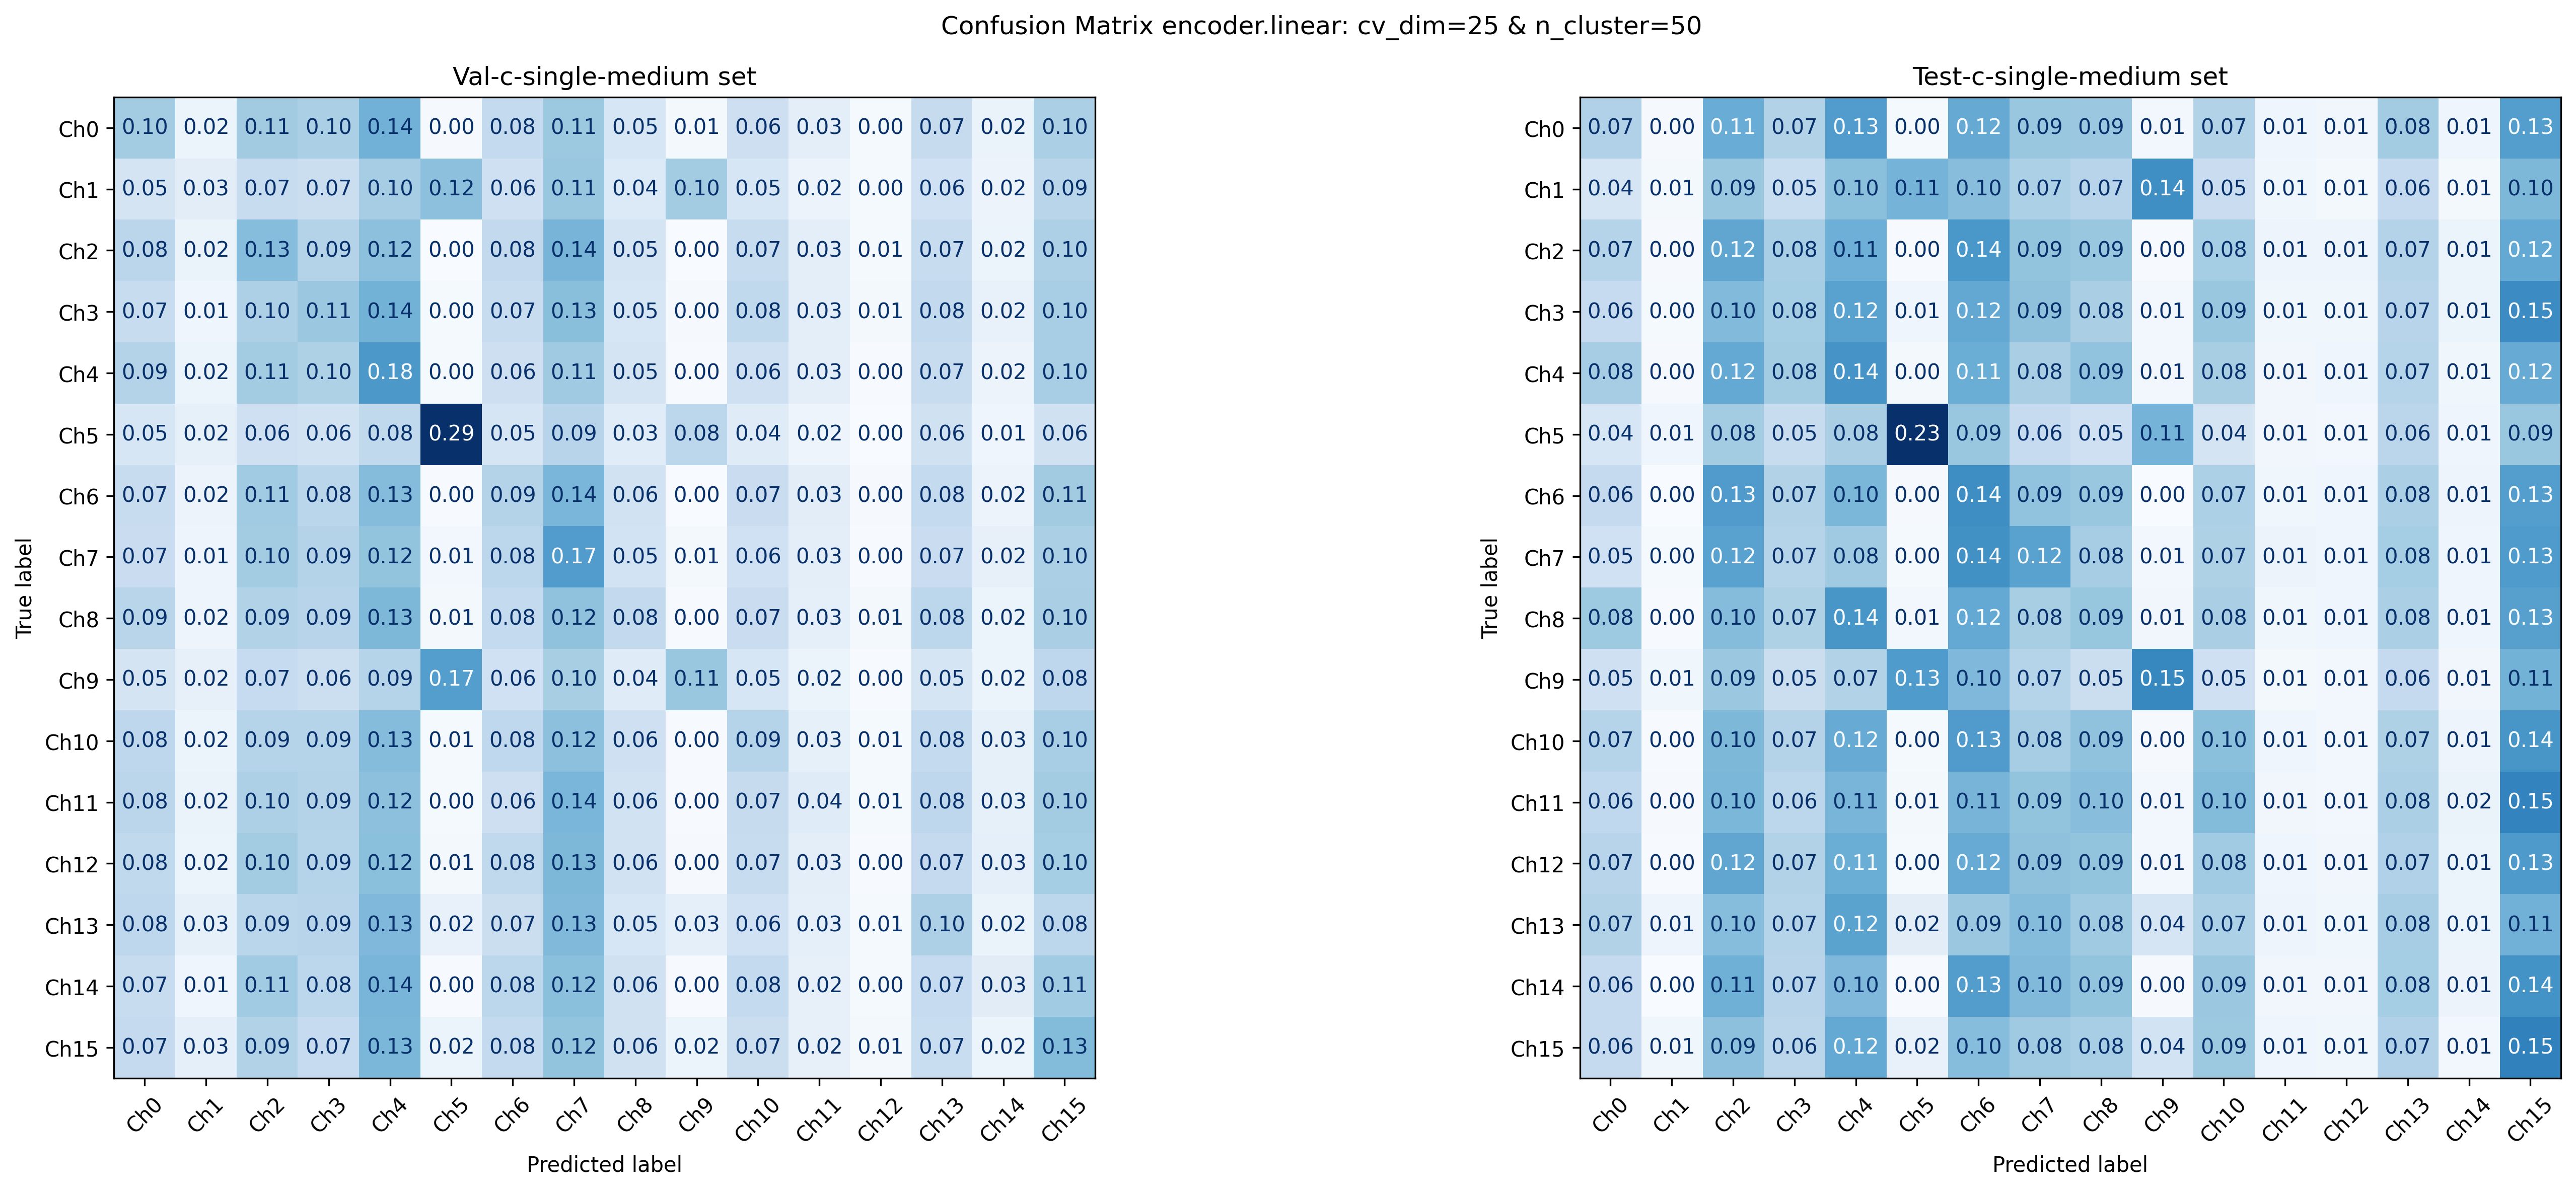 Confusion Matrix encoder.linear: cv_dim=25 & n_cluster=50
Val-c-single-medium set
True label
Ch0 0.10 0.02 0.11 0.10 0.14 0.00 0.08 0.11 0.05 0.01 0.06 0.03 0.00 0.07 0.02 0.10
Ch1 0.05 0.03 0.07 0.07 0.10 0.12 0.06 0.11 0.04 0.10 0.05 0.02 0.00 0.06 0.02 0.09
Ch2 0.08 0.02 0.13 0.09 0.12 0.00 0.08 0.14 0.05 0.00 0.07 0.03 0.01 0.07 0.02 0.10
Ch3 0.07 0.01 0.10 0.11 0.14 0.00 0.07 0.13 0.05 0.00 0.08 0.03 0.01 0.08 0.02 0.10
Ch4 0.09 0.02 0.11 0.10 0.18 0.00 0.06 0.11 0.05 0.00 0.06 0.03 0.00 0.07 0.02 0.10
Ch5 0.05 0.02 0.06 0.06 0.08 0.29 0.05 0.09 0.03 0.08 0.04 0.02 0.00 0.06 0.01 0.06
Ch6 0.07 0.02 0.11 0.08 0.13 0.00 0.09 0.14 0.06 0.00 0.07 0.03 0.00 0.08 0.02 0.11
Ch7 0.07 0.01 0.10 0.09 0.12 0.01 0.08 0.17 0.05 0.01 0.06 0.03 0.00 0.07 0.02 0.10
Ch8 0.09 0.02 0.09 0.09 0.13 0.01 0.08 0.12 0.08 0.00 0.07 0.03 0.01 0.08 0.02 0.10
Ch9 0.05 0.02 0.07 0.06 0.09 0.17 0.06 0.10 0.04 0.11 0.05 0.02 0.00 0.05 0.02 0.08
Ch10 0.08 0.02 0.09 0.09 0.13 0.01 0.08 0.12 0.06 0.00 0.09 0.03 0.01 0.08 0.03 0.10
Ch11 0.08 0.02 0.10 0.09 0.12 0.00 0.06 0.14 0.06 0.00 0.07 0.04 0.01 0.08 0.03 0.10
Ch12 0.08 0.02 0.10 0.09 0.12 0.01 0.08 0.13 0.06 0.00 0.07 0.03 0.00 0.07 0.03 0.10
Ch13 0.08 0.03 0.09 0.09 0.13 0.02 0.07 0.13 0.05 0.03 0.06 0.03 0.01 0.10 0.02 0.08
Ch14 0.07 0.01 0.11 0.08 0.14 0.00 0.08 0.12 0.06 0.00 0.08 0.02 0.00 0.07 0.03 0.11
Ch15 0.07 0.03 0.09 0.07 0.13 0.02 0.08 0.12 0.06 0.02 0.07 0.02 0.01 0.07 0.02 0.13
Ch0 Ch1 Ch2 Ch3 Ch4 Ch5 Ch6 Ch7 Ch8 Ch9 Ch10 Ch11 Ch12 Ch13 Ch14 Ch15
Predicted label
Test-c-single-medium set
True label
Ch0 0.07 0.00 0.11 0.07 0.13 0.00 0.12 0.09 0.09 0.01 0.07 0.01 0.01 0.08 0.01 0.13
Ch1 0.04 0.01 0.09 0.05 0.10 0.11 0.10 0.07 0.07 0.14 0.05 0.01 0.01 0.06 0.01 0.10
Ch2 0.07 0.00 0.12 0.08 0.11 0.00 0.14 0.09 0.09 0.00 0.08 0.01 0.01 0.07 0.01 0.12
Ch3 0.06 0.00 0.10 0.08 0.12 0.01 0.12 0.09 0.08 0.01 0.09 0.01 0.01 0.07 0.01 0.15
Ch4 0.08 0.00 0.12 0.08 0.14 0.00 0.11 0.08 0.09 0.01 0.08 0.01 0.01 0.07 0.01 0.12
Ch5 0.04 0.01 0.08 0.05 0.08 0.23 0.09 0.06 0.05 0.11 0.04 0.01 0.01 0.06 0.01 0.09
Ch6 0.06 0.00 0.13 0.07 0.10 0.00 0.14 0.09 0.09 0.00 0.07 0.01 0.01 0.08 0.01 0.13
Ch7 0.05 0.00 0.12 0.07 0.08 0.00 0.14 0.12 0.08 0.01 0.07 0.01 0.01 0.08 0.01 0.13
Ch8 0.08 0.00 0.10 0.07 0.14 0.01 0.12 0.08 0.09 0.01 0.08 0.01 0.01 0.08 0.01 0.13
Ch9 0.05 0.01 0.09 0.05 0.07 0.13 0.10 0.07 0.05 0.15 0.05 0.01 0.01 0.06 0.01 0.11
Ch10 0.07 0.00 0.10 0.07 0.12 0.00 0.13 0.08 0.09 0.00 0.10 0.01 0.01 0.07 0.01 0.14
Ch11 0.06 0.00 0.10 0.06 0.11 0.01 0.11 0.09 0.10 0.01 0.10 0.01 0.01 0.08 0.02 0.15
Ch12 0.07 0.00 0.12 0.07 0.11 0.00 0.12 0.09 0.09 0.01 0.08 0.01 0.01 0.07 0.01 0.13
Ch13 0.07 0.01 0.10 0.07 0.12 0.02 0.09 0.10 0.08 0.04 0.07 0.01 0.01 0.08 0.01 0.11
Ch14 0.06 0.00 0.11 0.07 0.10 0.00 0.13 0.10 0.09 0.00 0.09 0.01 0.01 0.08 0.01 0.14
Ch15 0.06 0.01 0.09 0.06 0.12 0.02 0.10 0.08 0.08 0.04 0.09 0.01 0.01 0.07 0.01 0.15
Ch0 Ch1 Ch2 Ch3 Ch4 Ch5 Ch6 Ch7 Ch8 Ch9 Ch10 Ch11 Ch12 Ch13 Ch14 Ch15
Predicted label